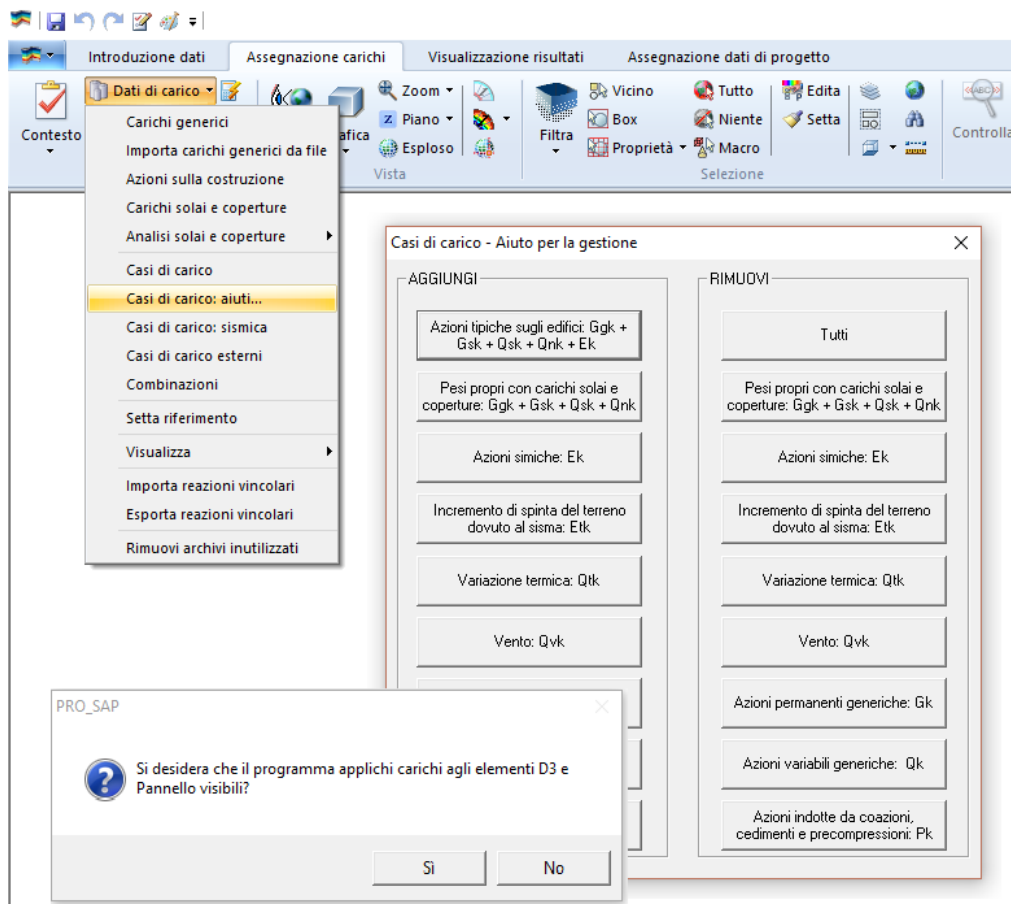 Introduzione dati
Assegnazione carichi
Visualizzazione risultati
Assegnazione dati di progetto
Contesto
Dati di carico
afica
Zoom
Z Piano
Esploso
Vista
Filtra
Vicino
Box
Proprietà
Tutto
Niente
Macro
Edita
Setta
Selezione
ABC
Controlla
Carichi generici
Importa carichi generici da file
Azioni sulla costruzione
Carichi solai e coperture
Analisi solai e coperture
Casi di carico
Casi di carico: aiuti...
Casi di carico: sismica
Casi di carico esterni
Combinazioni
Setta riferimento
Visualizza
Importa reazioni vincolari
Esporta reazioni vincolari
Rimuovi archivi inutilizzati
Casi di carico - Aiuto per la gestione
AGGIUNGI
Azioni tipiche sugli edifici: Ggk +
Gsk + Qsk + Qnk + Ek
Pesi propri con carichi solai e
coperture: Ggk + Gsk + Qsk + Qnk
Azioni simiche: Ek
Incremento di spinta del terreno
dovuto al sisma: Etk
Variazione termica: Qtk
Vento: Qvk
RIMUOVI
Tutti
Pesi propri con carichi solai e
coperture: Ggk + Gsk + Qsk + Qnk
Azioni simiche: Ek
Incremento di spinta del terreno
dovuto al sisma: Etk
Variazione termica: Qtk
Vento: Qvk
Azioni permanenti generiche: Gk
Azioni variabili generiche: Qk
Azioni indotte da coazioni,
cedimenti e precompressioni: Pk
PRO_SAP
Si desidera che il programma applichi carichi agli elementi D3 e
Pannello visibili?
Sì
No